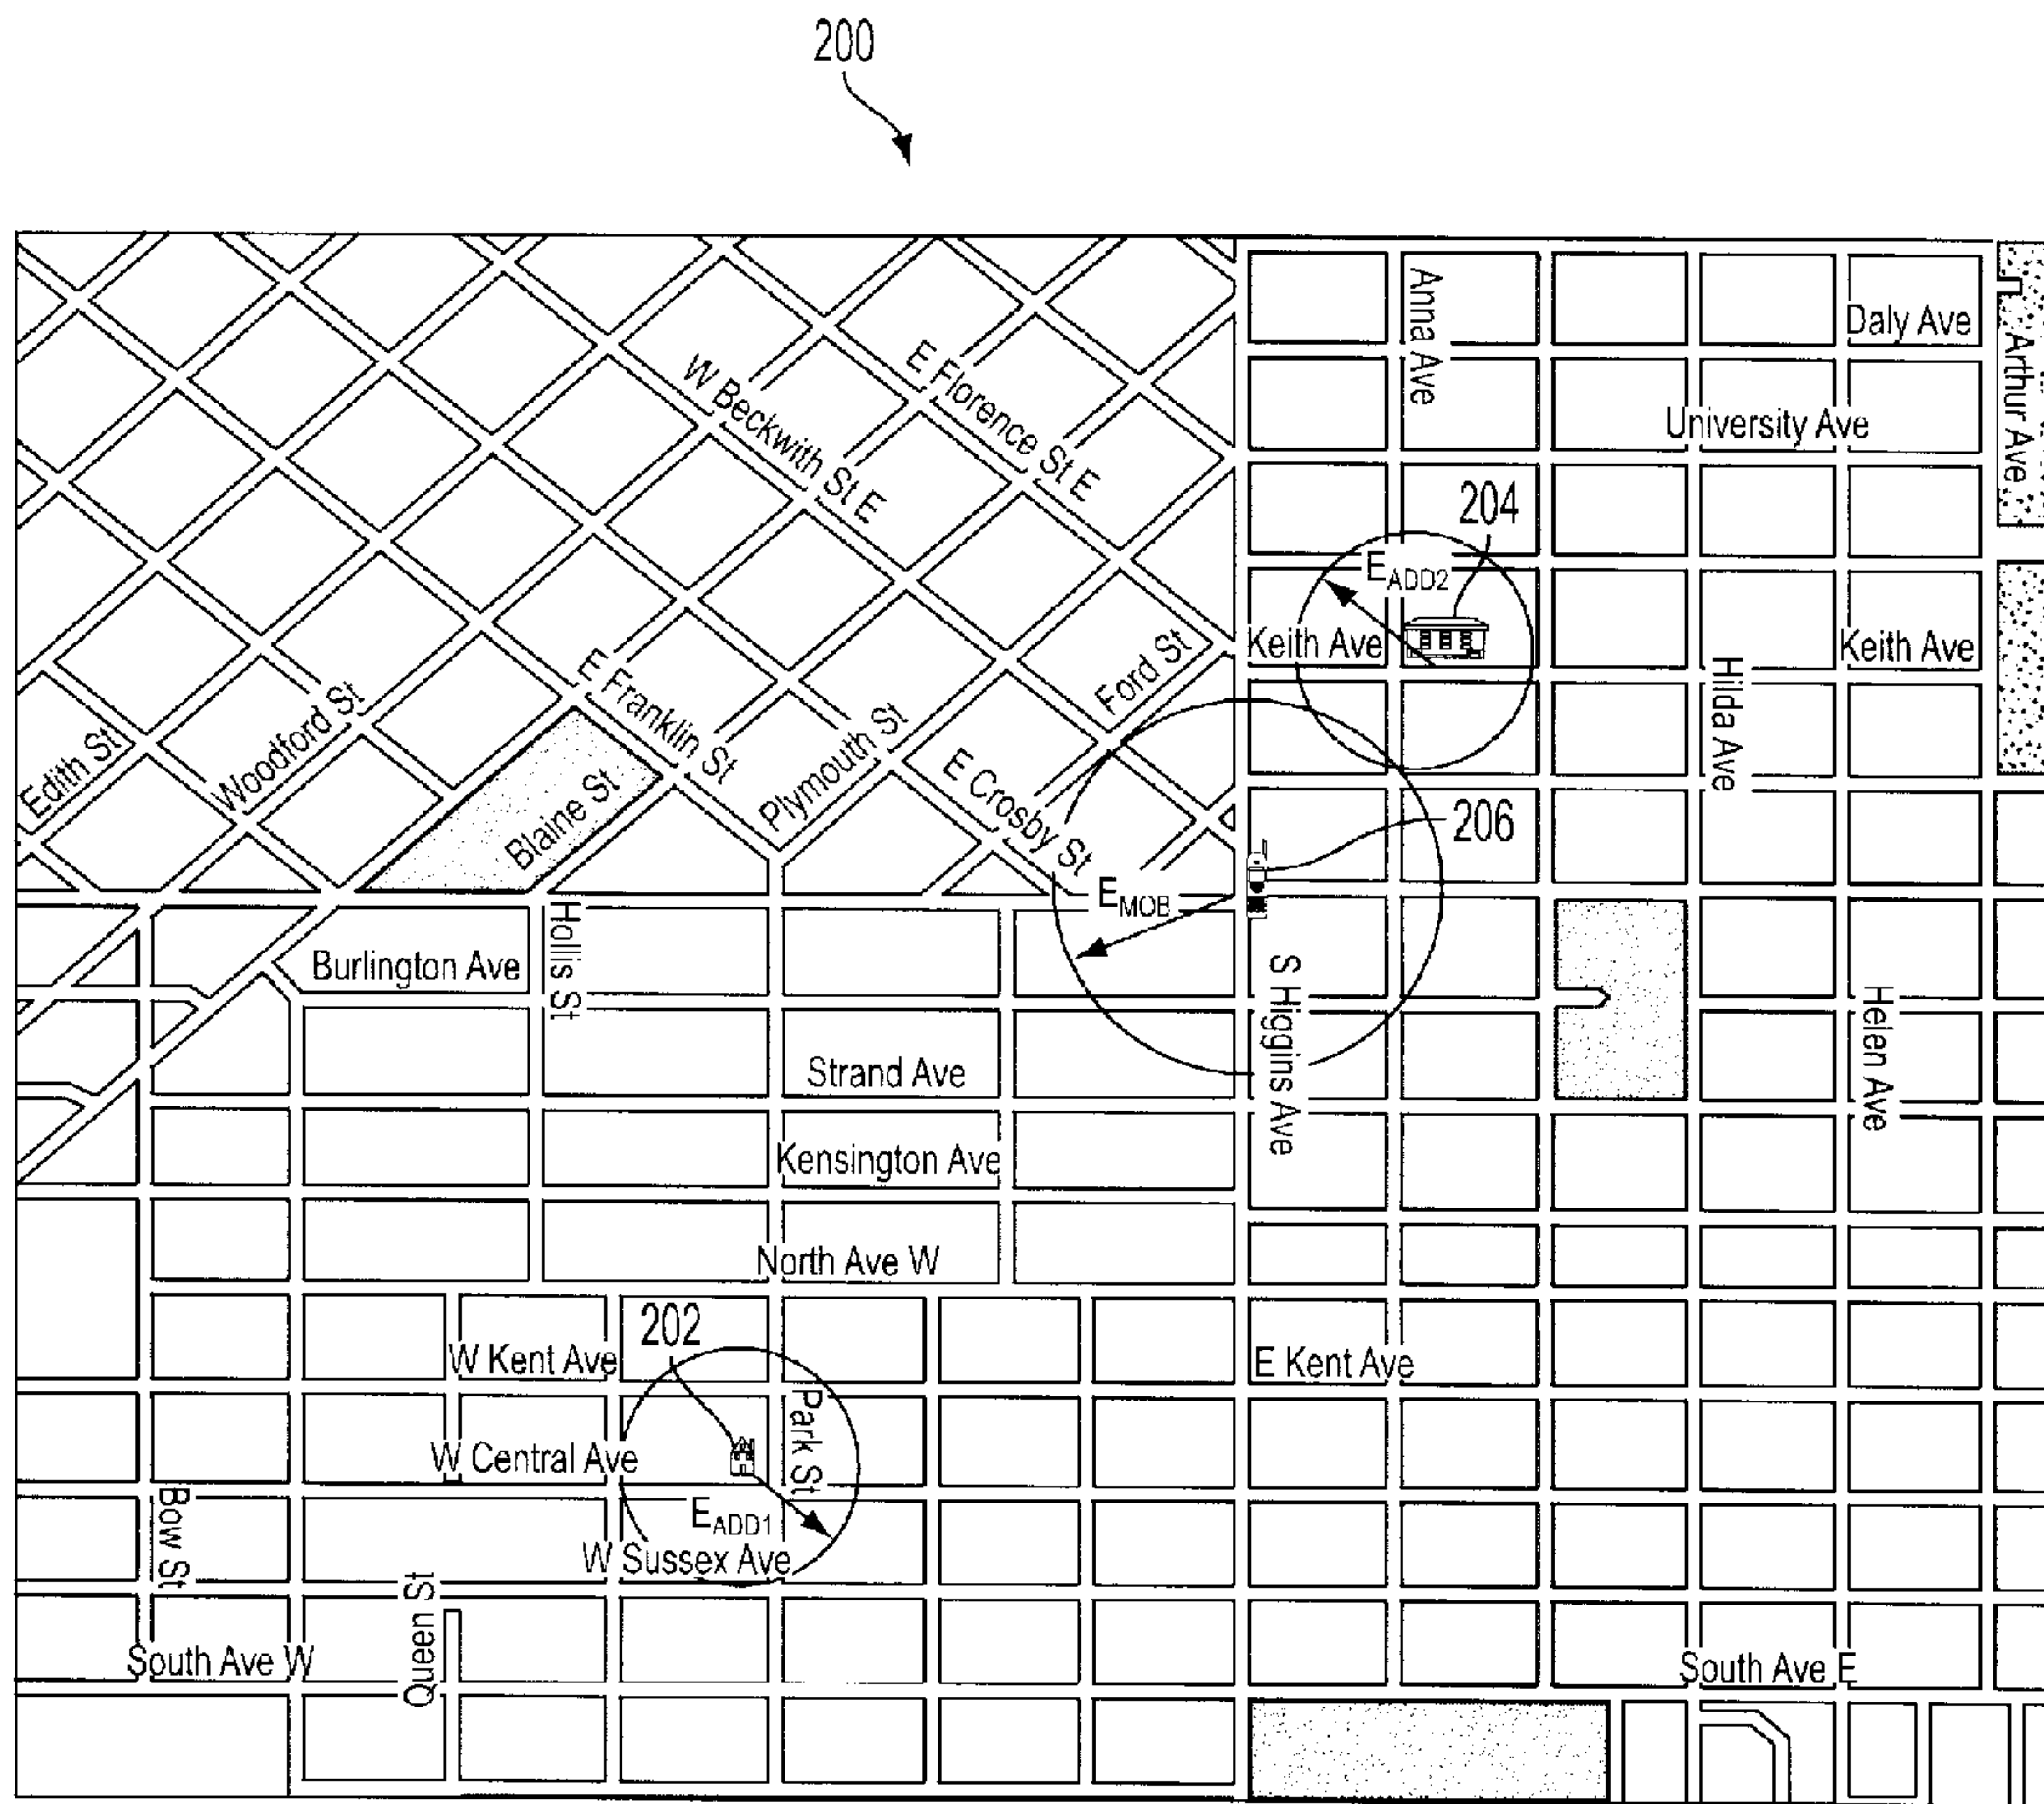 200
Anna Ave
Daly Ave
Arthur Ave
W Beckwith St E
E Florence St E
University Ave
204
E ADD2
Keith Ave
Keith Ave
Ford St
Hilda Ave
E Franklin St
Woodford St
Edith St
Plymouth St
Blaine St
E Crosby St
206
E MOB
Hollis St
Burlington Ave
S Higgins Ave
Helen Ave
Strand Ave
Kensington Ave
North Ave W
202
W Kent Ave
E Kent Ave
Park St
W Central Ave
E ADD1
Bow St
W Sussex Ave
Queen St
South Ave W
South Ave E